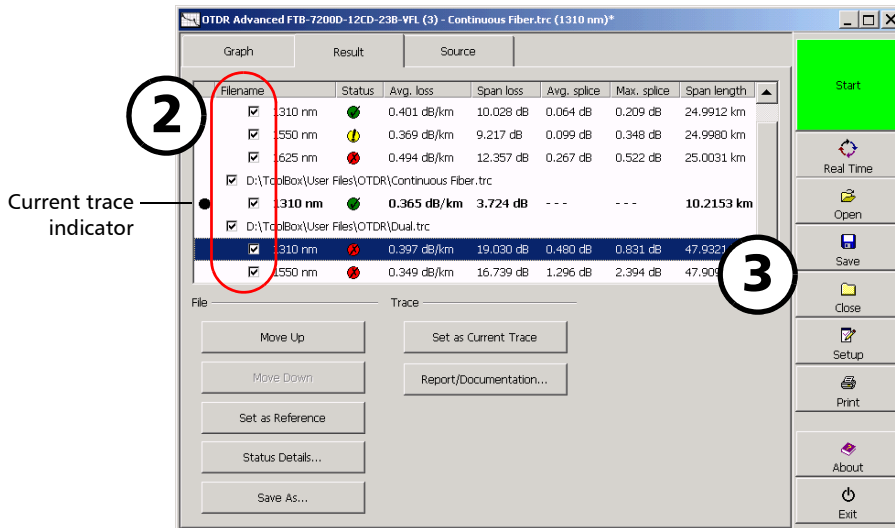 OTDR Advanced FTB-7200D-12CD-23B-VFL (3) - Continuous Fiber.trc (1310 nm)*
Graph Result Source
Filename Status Avg. loss Span loss Avg. splice Max. splice Span length
1310 nm 0.401 dB/km 10.028 dB 0.064 dB 0.209 dB 24.9912 km
1550 nm 0.369 dB/km 9.217 dB 0.099 dB 0.348 dB 24.9980 km
1625 nm 0.494 dB/km 12.357 dB 0.267 dB 0.522 dB 25.0031 km
D:\ToolBox\User Files\OTDR\Continuous Fiber.trc
1310 nm 0.365 dB/km 3.724 dB --- --- 10.2153 km
D:\ToolBox\User Files\OTDR\Dual.trc
1310 nm 0.397 dB/km 19.030 dB 0.480 dB 0.831 dB 47.9321
1550 nm 0.349 dB/km 16.739 dB 1.296 dB 2.394 dB 47.909
2
Current trace
indicator
3
File
Move Up
Move Down
Set as Reference
Status Details...
Save As...
Trace
Set as Current Trace
Report/Documentation...
Start
Real Time
Open
Save
Close
Setup
Print
About
Exit